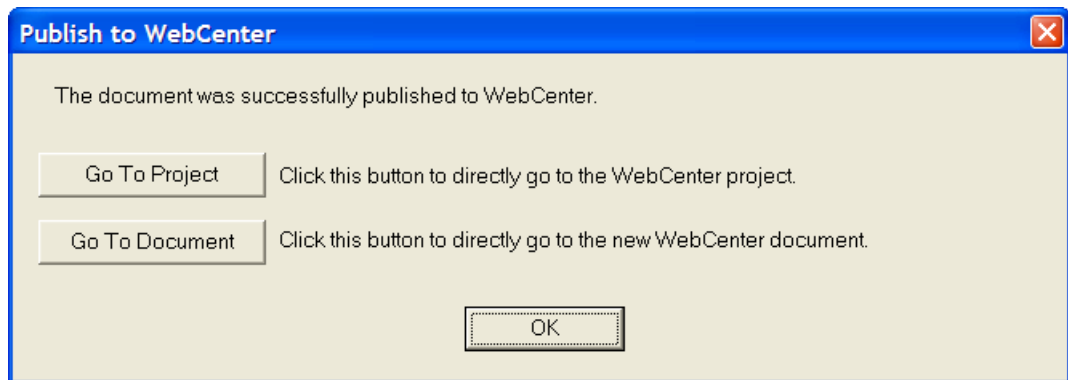 Publish to WebCenter
The document was successfully published to WebCenter.
Go To Project Click this button to directly go to the WebCenter project.
Go To Document Click this button to directly go to the new WebCenter document.
OK